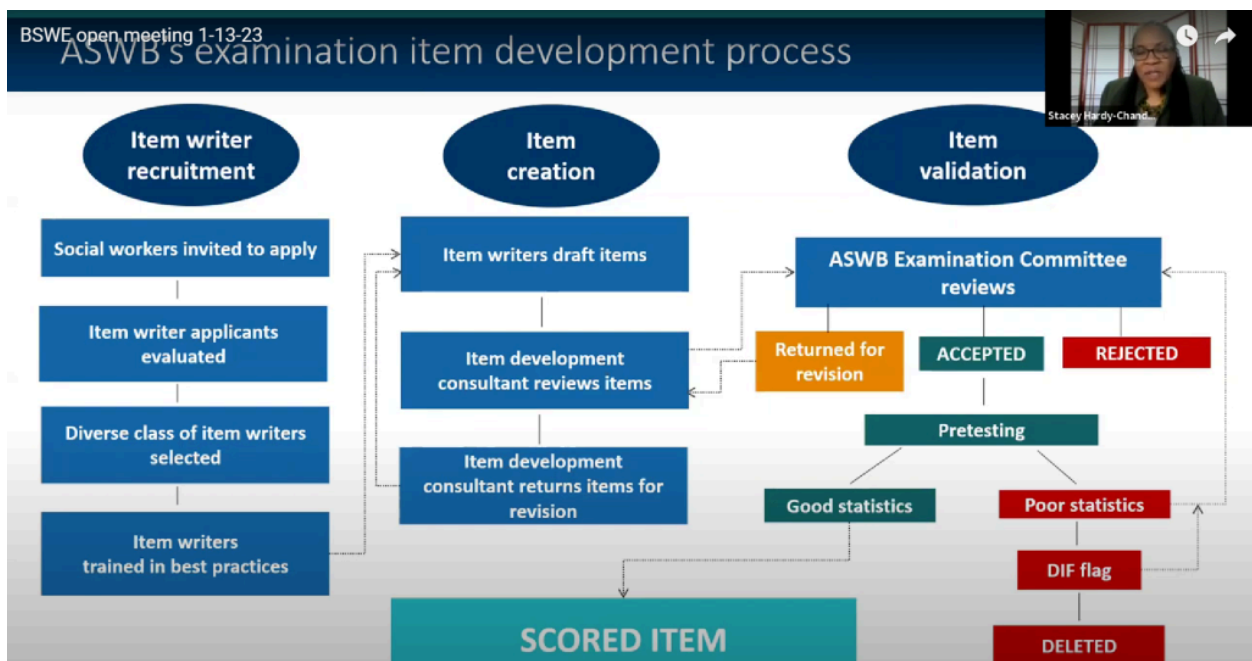 BSWE open meeting 1-13-23
ASWB's examination item development process
Stacey Hardy-Chand...
Item writer
recruitment
Social workers invited to apply
Item writer applicants
evaluated
Diverse class of item writers
selected
Item writers
trained in best practices
Item
creation
Item writers draft items
Item development
consultant reviews items
Item development
consultant returns items for
revision
Item
validation
ASWB Examination Committee
reviews
Returned for
revision
ACCEPTED
REJECTED
Pretesting
Good statistics
Poor statistics
DIF flag
DELETED
SCORED ITEM